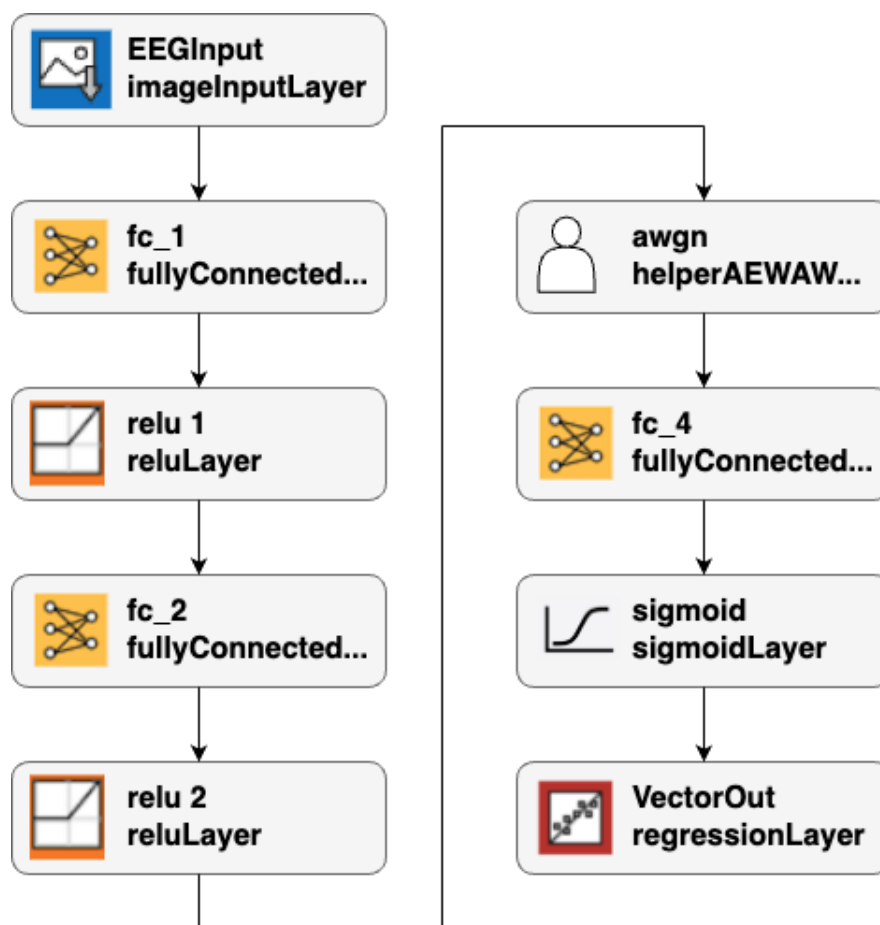 EEGInput
imageInputLayer
fc_1
fullyConnected...
relu 1
reluLayer
fc_2
fullyConnected...
relu 2
reluLayer
awgn
helperAEWAW...
fc_4
fullyConnected...
sigmoid
sigmoidLayer
VectorOut
regressionLayer